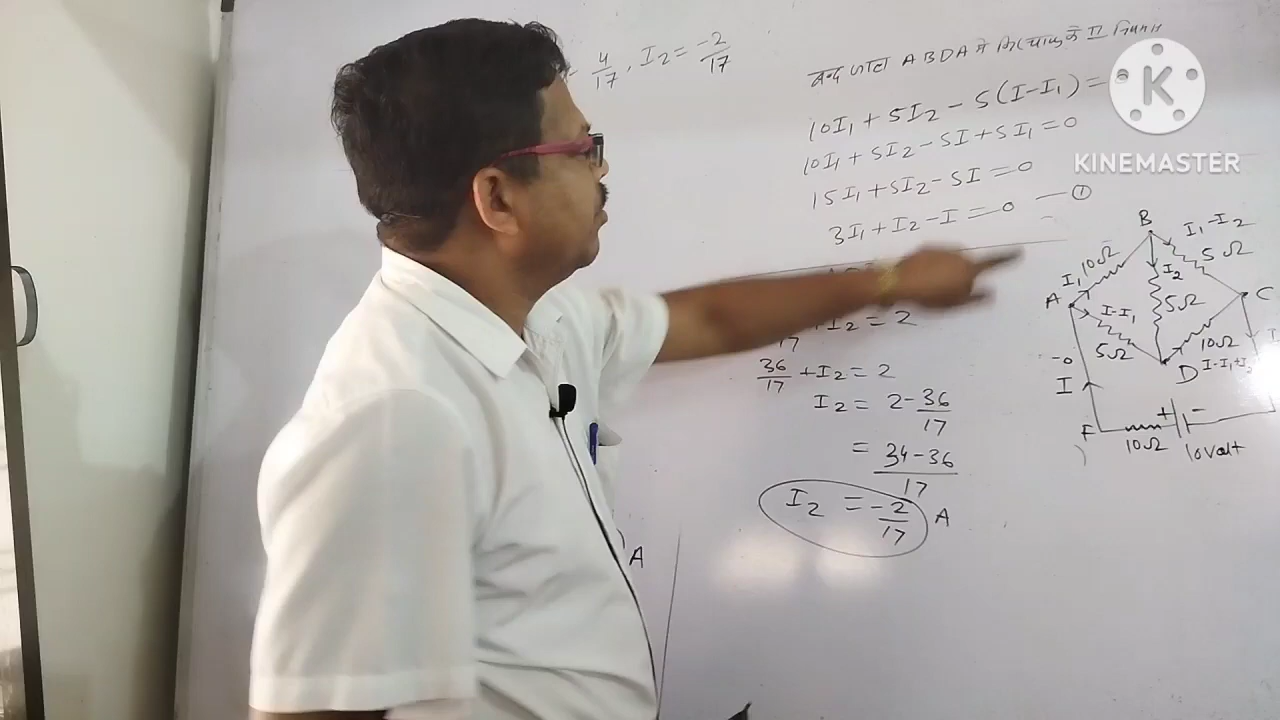 4/17, I₂ = -2/17
बन्द जाल ABDA में किरचॉफ के II नियम
10I₁ + 5I₂ - 5(I-I₁) = 0
10I₁ + 5I₂ - 5I + 5I₁ = 0
15I₁ + 5I₂ - 5I = 0
3I₁ + I₂ - I = 0 — ①
+I₂ = 2
17
36/17 + I₂ = 2
I₂ = 2 - 36/17
= 34-36/17
I₂ = -2/17 A
A
K
KINEMASTER
B
I₁-I₂
I₁ 10Ω
5Ω
I₂
A
I-I₁
5Ω
C
5Ω
10Ω
D I-I₁+I₂
I
F
+ -
10Ω 10 Volt